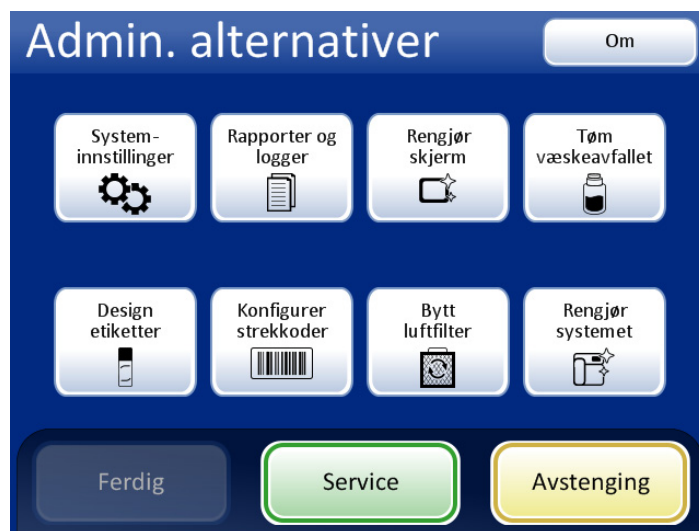 Admin. alternativer
Om
System-
innstillinger
Rapporter og
logger
Rengjør
skjerm
Tøm
væskeavfallet
Design
etiketter
Konfigurer
strekkoder
Bytt
luftfilter
Rengjør
systemet
Ferdig
Service
Avstenging